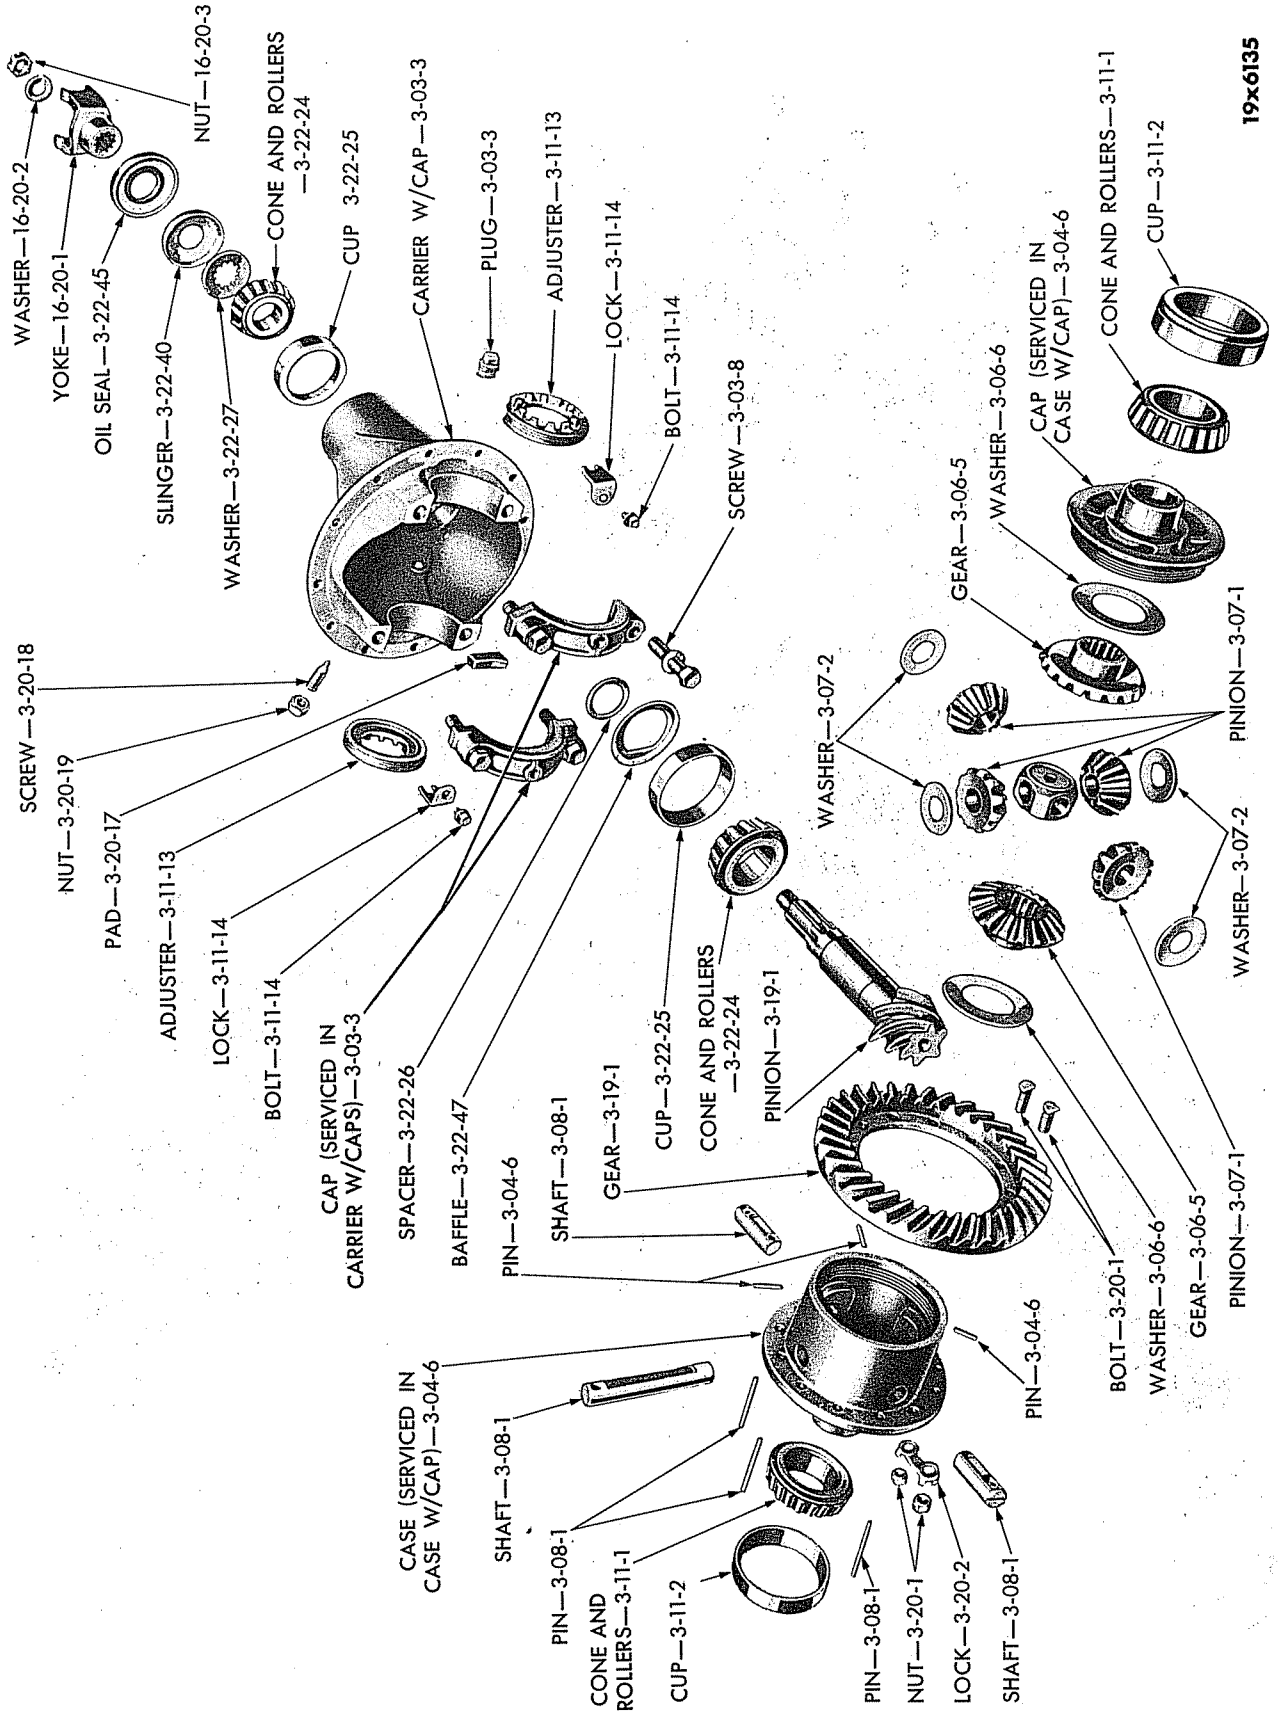 WASHER—16-20-2
YOKE—16-20-1
OIL SEAL—3-22-45
SLINGER—3-22-40
WASHER—3-22-27
NUT—16-20-3
CONE AND ROLLERS
—3-22-24
CUP 3-22-25
CARRIER W/CAP—3-03-3
PLUG—3-03-3
ADJUSTER—3-11-13
LOCK—3-11-14
BOLT—3-11-14
SCREW—3-03-8
SCREW—3-20-18
NUT—3-20-19
PAD—3-20-17
ADJUSTER—3-11-13
LOCK—3-11-14
BOLT—3-11-14
CAP (SERVICED IN
CARRIER W/CAPS)—3-03-3
SPACER—3-22-26
BAFFLE—3-22-47
PIN—3-04-6
SHAFT—3-08-1
GEAR—3-19-1
CUP—3-22-25
CONE AND ROLLERS
—3-22-24
PINION—3-19-1
WASHER—3-07-2
GEAR—3-06-5
WASHER—3-06-6
CAP (SERVICED IN
CASE W/CAP)—3-04-6
CONE AND ROLLERS—3-11-1
CUP—3-11-2
PINION—3-07-1
WASHER—3-07-2
CASE (SERVICED IN
CASE W/CAP)—3-04-6
SHAFT—3-08-1
PIN—3-08-1
CONE AND
ROLLERS—3-11-1
CUP—3-11-2
PIN—3-08-1
NUT—3-20-1
LOCK—3-20-2
SHAFT—3-08-1
PIN—3-04-6
BOLT—3-20-1
WASHER—3-06-6
GEAR—3-06-5
PINION—3-07-1
19x6135